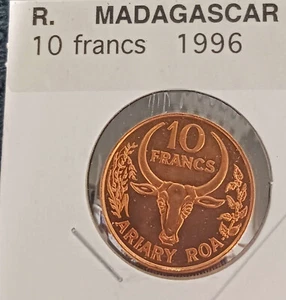 R. MADAGASCAR
10 francs 1996
10
FRANCS
ARIARY ROA